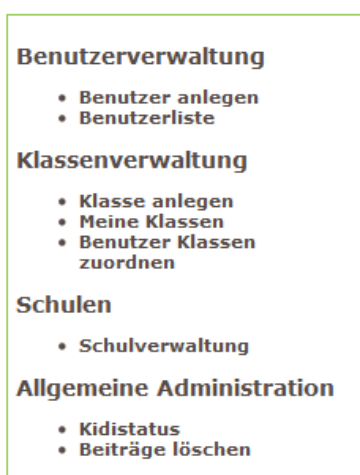 Benutzerverwaltung
• Benutzer anlegen
• Benutzerliste
Klassenverwaltung
• Klasse anlegen
• Meine Klassen
• Benutzer Klassen
zuordnen
Schulen
• Schulverwaltung
Allgemeine Administration
• Kidistatus
• Beiträge löschen